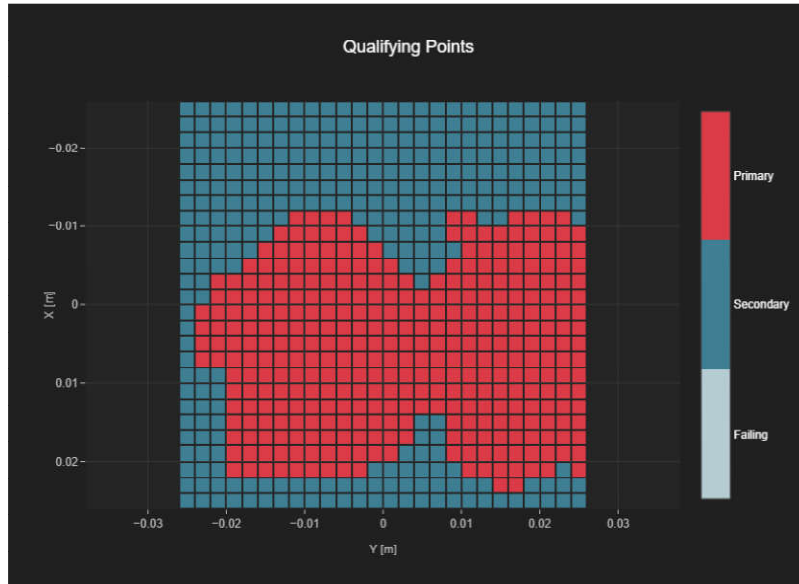 Qualifying Points
−0.02
−0.01
0
0.01
0.02
X [m]
−0.03 −0.02 −0.01 0 0.01 0.02 0.03
Y [m]
Primary
Secondary
Failing